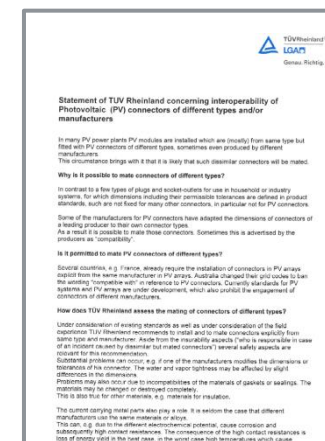 TÜVRheinland
LGA
Genau. Richtig.
Statement of TUV Rheinland concerning interoperability of
Photovoltaic (PV) connectors of different types and/or
manufacturers
In many PV power plants PV modules are installed which are (mostly) from same type but
fitted with PV connectors of different types, sometimes even produced by different
manufacturers.
This circumstance brings with it that it is likely that such dissimilar connectors will be mated.
Why is it possible to mate connectors of different types?
In contrast to a few types of plugs and socket-outlets for use in household or industry
systems, for which dimensions including their permissible tolerances are defined in product
standards, such are not fixed for many other connectors, in particular not for PV connectors.
Some of the manufacturers for PV connectors have adapted the dimensions of connectors of
a leading producer to their own connector types.
As a result it is possible to mate those connectors. Sometimes this is advertised by the
producers as "compatibility".
Is it permitted to mate PV connectors of different types?
Several countries, e.g. France, already require the installation of connectors in PV arrays
explicit from the same manufacturer in PV arrays. Australia changed their grid codes to ban
the wording "compatible with" in reference to PV connectors. Currently standards for PV
systems and PV arrays are under development, which also prohibit the engagement of
connectors of different manufacturers.
How does TÜV Rheinland assess the mating of connectors of different types?
Under consideration of existing standards as well as under consideration of the field
experience TUV Rheinland recommends to install and to mate connectors explicitly from
same type and manufacturer. Aside from the insurability aspects ("who is responsible in case
of an incident caused by dissimilar but mated connectors") several safety aspects are
relevant for this recommendation.
Substantial problems can occur, e.g. if one of the manufacturers modifies the dimensions or
tolerances of his connector. The water and vapor tightness may be affected by slight
differences in the dimensions.
Problems may also occur due to incompatibilities of the materials of gaskets or sealings. The
materials may be changed or destroyed completely.
This is also true for other materials, e.g. materials for insulation.
The current carrying metal parts also play a role. It is seldom the case that different
manufacturers use the same materials or alloys.
This can, e.g. due to the different electrochemical potential, cause corrosion and
subsequently high contact resistances. The consequence of the high contact resistances is
loss of energy yield in the best case, in the worst case high temperatures which cause